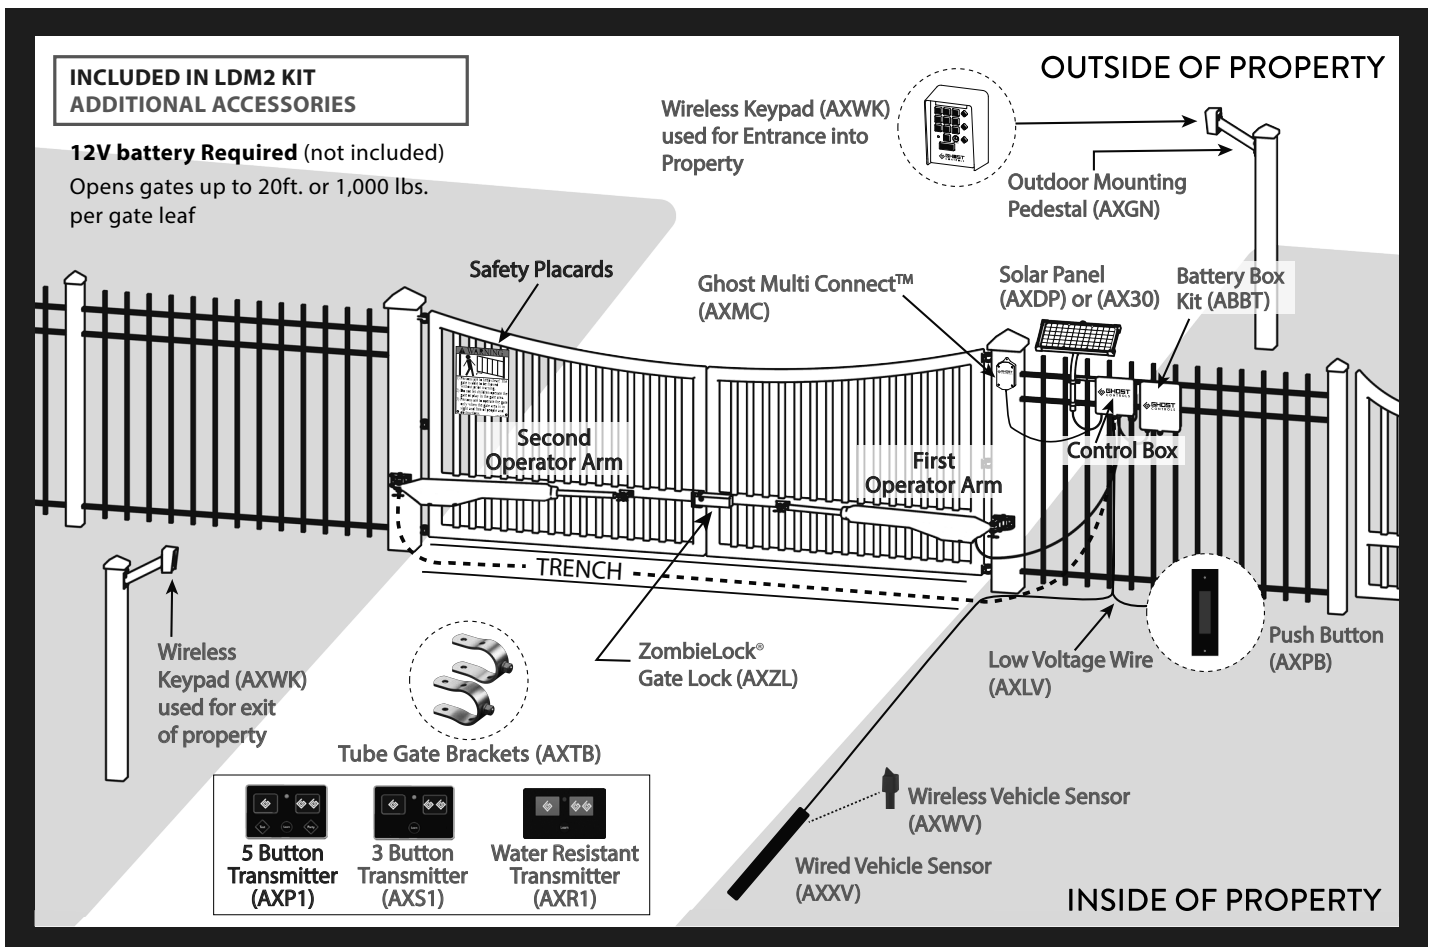 INCLUDED IN LDM2 KIT
ADDITIONAL ACCESSORIES
12V battery Required (not included)
Opens gates up to 20ft. or 1,000 lbs.
per gate leaf
OUTSIDE OF PROPERTY
Wireless Keypad (AXWK)
used for Entrance into
Property
Outdoor Mounting
Pedestal (AXGN)
Safety Placards
Ghost Multi Connect™
(AXMC)
Solar Panel
(AXDP) or (AX30)
Battery Box
Kit (ABBT)
WARNING
GHOST
CONTROLS
GHOST
CONTROLS
Second
Operator Arm
First
Operator Arm
Control Box
TRENCH
Wireless
Keypad (AXWK)
used for exit
of property
ZombieLock®
Gate Lock (AXZL)
Low Voltage Wire
(AXLV)
Push Button
(AXPB)
Tube Gate Brackets (AXTB)
5 Button
Transmitter
(AXP1)
3 Button
Transmitter
(AXS1)
Water Resistant
Transmitter
(AXR1)
Wireless Vehicle Sensor
(AXWV)
Wired Vehicle Sensor
(AXXV)
INSIDE OF PROPERTY